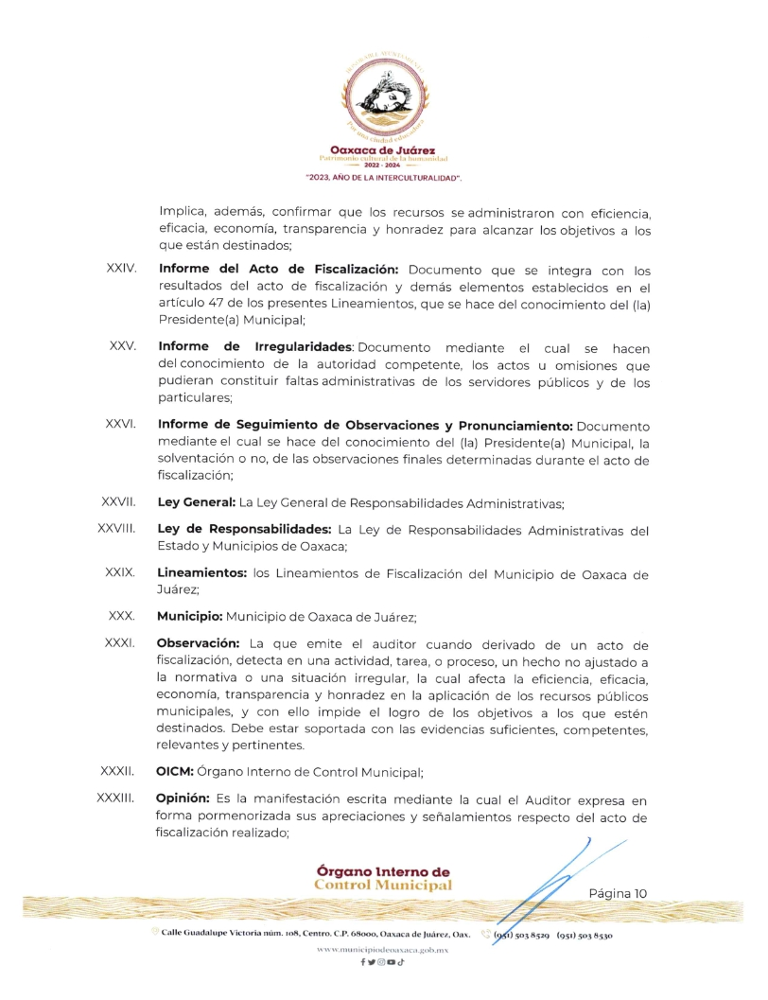 HONORABLE AYUNTAMIENTO
Por una ciudad educadora
Oaxaca de Juárez
Patrimonio cultural de la humanidad
2022 - 2024
"2023, AÑO DE LA INTERCULTURALIDAD".
Implica, además, confirmar que los recursos se administraron con eficiencia,
eficacia, economía, transparencia y honradez para alcanzar los objetivos a los
que están destinados;
XXIV. Informe del Acto de Fiscalización: Documento que se integra con los
resultados del acto de fiscalización y demás elementos establecidos en el
artículo 47 de los presentes Lineamientos, que se hace del conocimiento del (la)
Presidente(a) Municipal;
XXV. Informe de Irregularidades: Documento mediante el cual se hacen
del conocimiento de la autoridad competente, los actos u omisiones que
pudieran constituir faltas administrativas de los servidores públicos y de los
particulares;
XXVI. Informe de Seguimiento de Observaciones y Pronunciamiento: Documento
mediante el cual se hace del conocimiento del (la) Presidente(a) Municipal, la
solventación o no, de las observaciones finales determinadas durante el acto de
fiscalización;
XXVII. Ley General: La Ley General de Responsabilidades Administrativas;
XXVIII. Ley de Responsabilidades: La Ley de Responsabilidades Administrativas del
Estado y Municipios de Oaxaca;
XXIX. Lineamientos: los Lineamientos de Fiscalización del Municipio de Oaxaca de
Juárez;
XXX. Municipio: Municipio de Oaxaca de Juárez;
XXXI. Observación: La que emite el auditor cuando derivado de un acto de
fiscalización, detecta en una actividad, tarea, o proceso, un hecho no ajustado a
la normativa o una situación irregular, la cual afecta la eficiencia, eficacia,
economía, transparencia y honradez en la aplicación de los recursos públicos
municipales, y con ello impide el logro de los objetivos a los que estén
destinados. Debe estar soportada con las evidencias suficientes, competentes,
relevantes y pertinentes.
XXXII. OICM: Órgano Interno de Control Municipal;
XXXIII. Opinión: Es la manifestación escrita mediante la cual el Auditor expresa en
forma pormenorizada sus apreciaciones y señalamientos respecto del acto de
fiscalización realizado;
Órgano Interno de
Control Municipal
Página 10
Calle Guadalupe Victoria núm. 108, Centro. C.P. 68000, Oaxaca de Juárez, Oax. (951) 503 8529 (951) 503 8530
www.municipiodeoaxaca.gob.mx